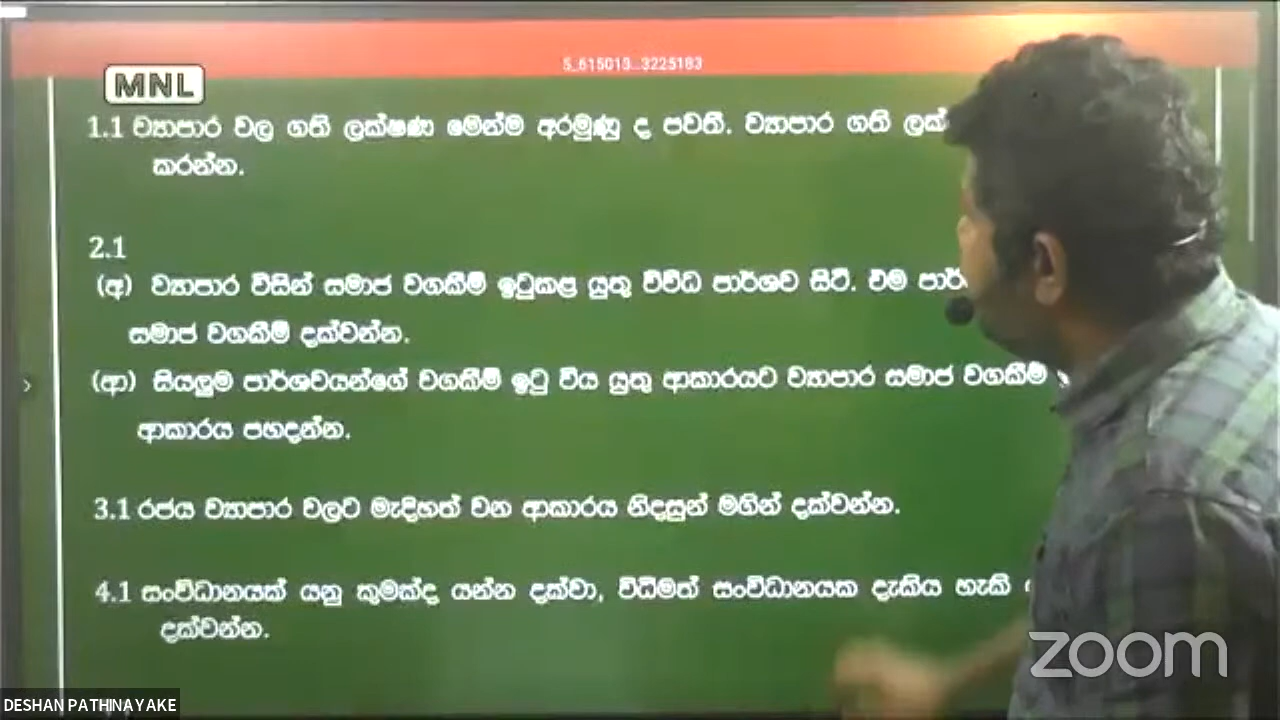 5_615013...3225183
MNL
1.1 ව්‍යාපාර වල ගති ලක්ෂණ මෙන්ම අරමුණු ද පවතී. ව්‍යාපාර ගති
කරන්න.
2.1
(අ) ව්‍යාපාර විසින් සමාජ වගකීම් ඉටුකළ යුතු විවිධ පාර්ශව සිටී. එම
සමාජ වගකීම් දක්වන්න.
(ආ) සියලුම පාර්ශවයන්ගේ වගකීම් ඉටු විය යුතු ආකාරයට ව්‍යාපාර සමාජ වගකීම්
ආකාරය පහදන්න.
3.1 රජය ව්‍යාපාර වලට මැදිහත් වන ආකාරය නිදසුන් මගින් දක්වන්න.
4.1 සංවිධානයක් යනු කුමක්ද යන්න දක්වා, විධිමත් සංවිධානයක දැකිය හැකි
දක්වන්න.
zoom
DESHAN PATHINAYAKE